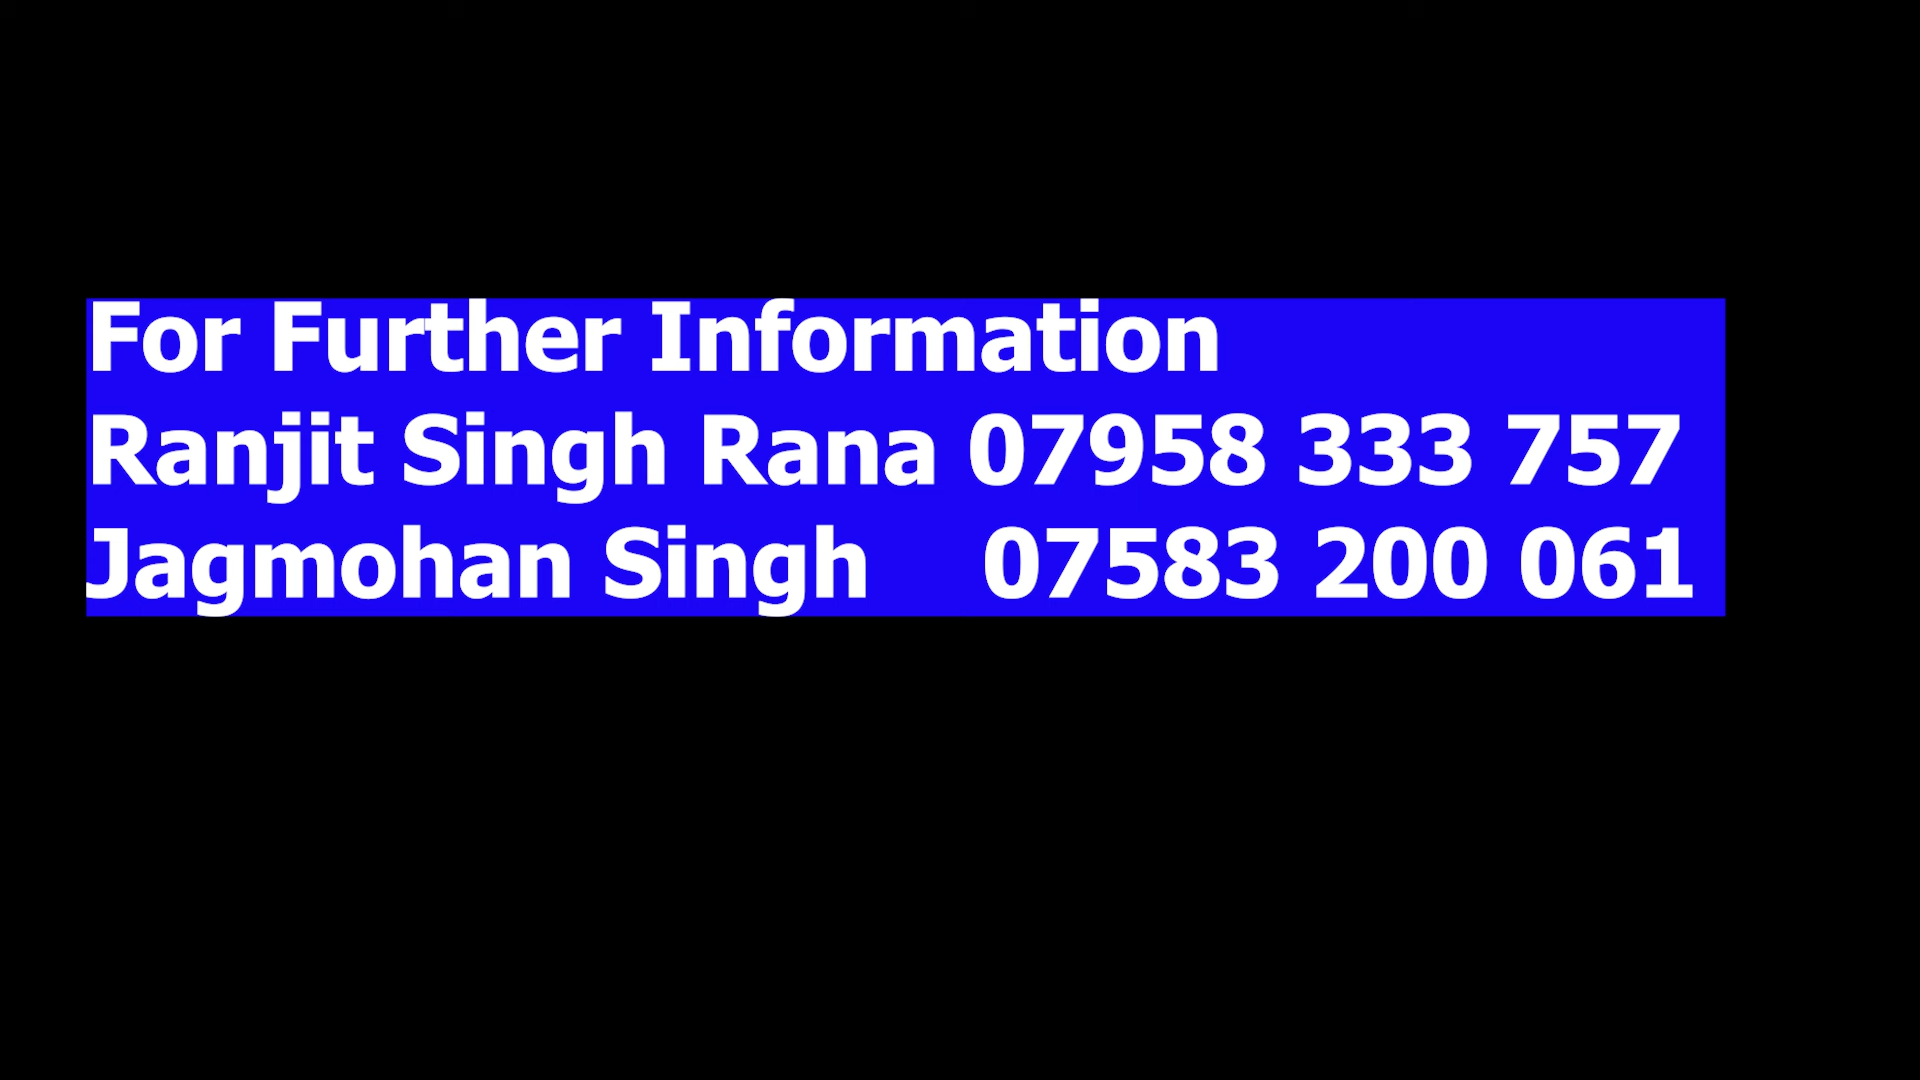 For Further Information
Ranjit Singh Rana 07958 333 757
Jagmohan Singh 07583 200 061